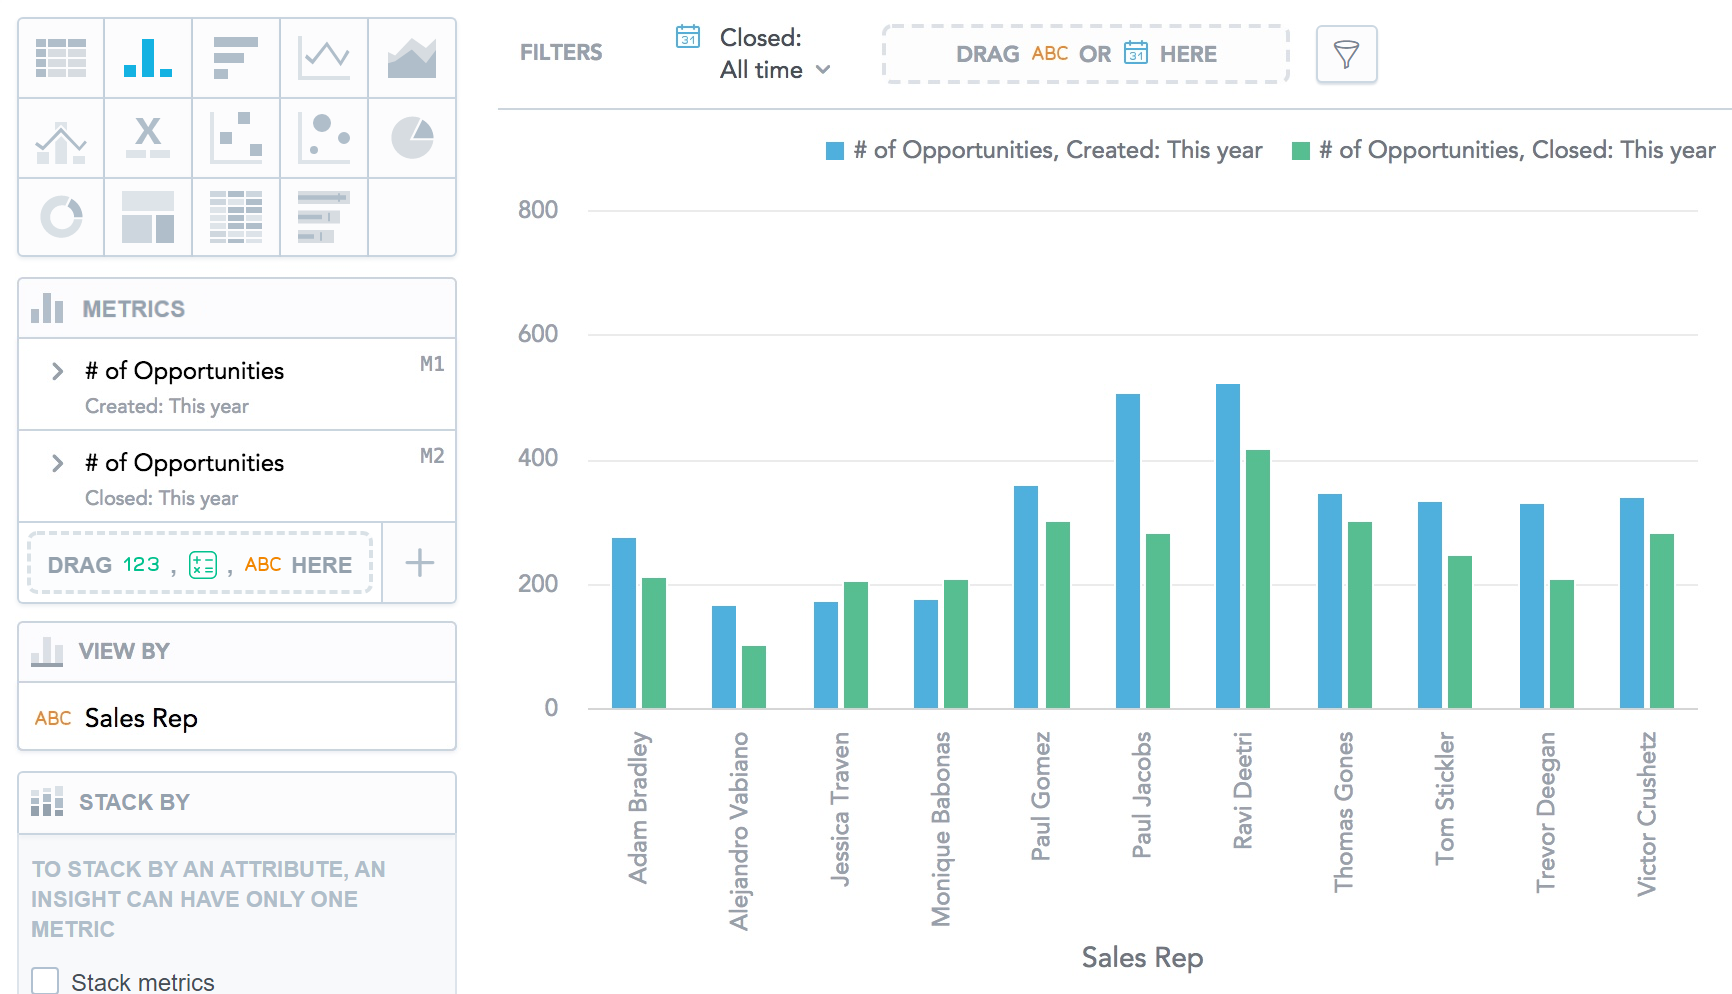 FILTERS
31
Closed:
All time
DRAG ABC OR 31 HERE
X
METRICS
# of Opportunities
M1
Created: This year
# of Opportunities
M2
Closed: This year
DRAG 123 , , ABC HERE
VIEW BY
ABC Sales Rep
STACK BY
TO STACK BY AN ATTRIBUTE, AN
INSIGHT CAN HAVE ONLY ONE
METRIC
Stack metrics
# of Opportunities, Created: This year
# of Opportunities, Closed: This year
800
600
400
200
0
Adam Bradley
Alejandro Vabiano
Jessica Traven
Monique Babonas
Paul Gomez
Paul Jacobs
Ravi Deetri
Thomas Gones
Tom Stickler
Trevor Deegan
Victor Crushetz
Sales Rep